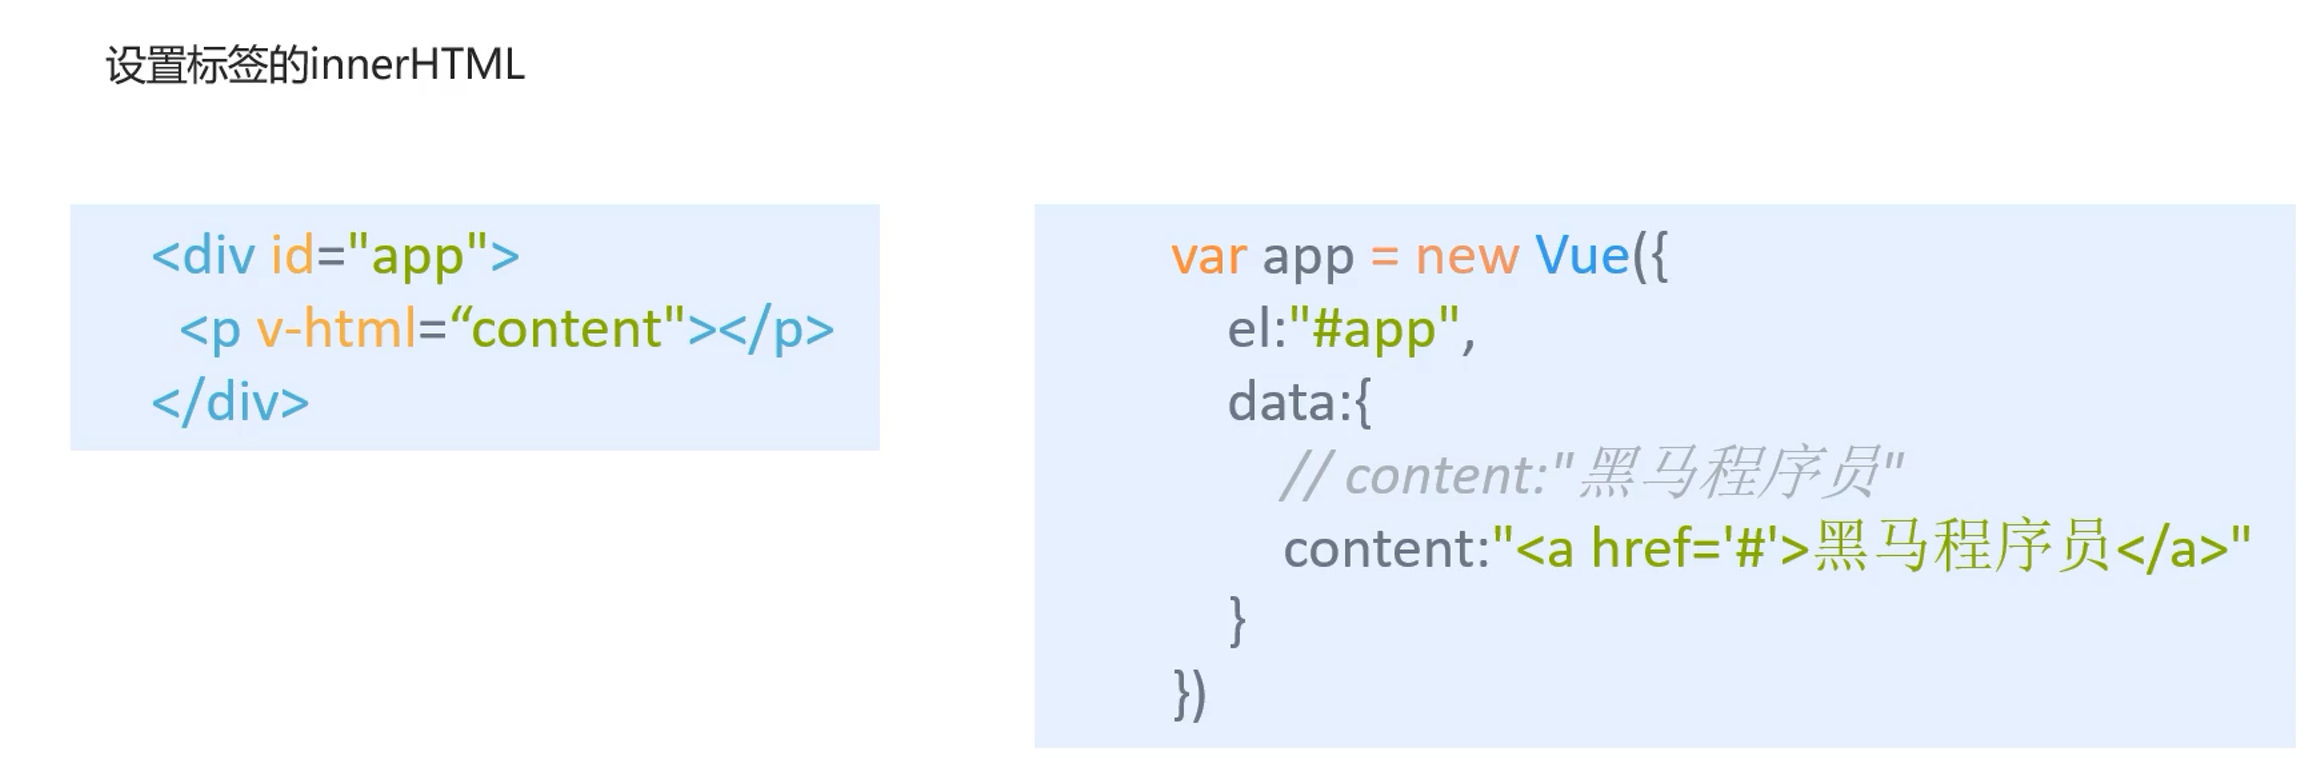 设置标签的innerHTML
<div id="app">
<p v-html=“content"></p>
</div>
var app = new Vue({
el:"#app",
data:{
// content:"黑马程序员"
content:"<a href='#'>黑马程序员</a>"
}
})